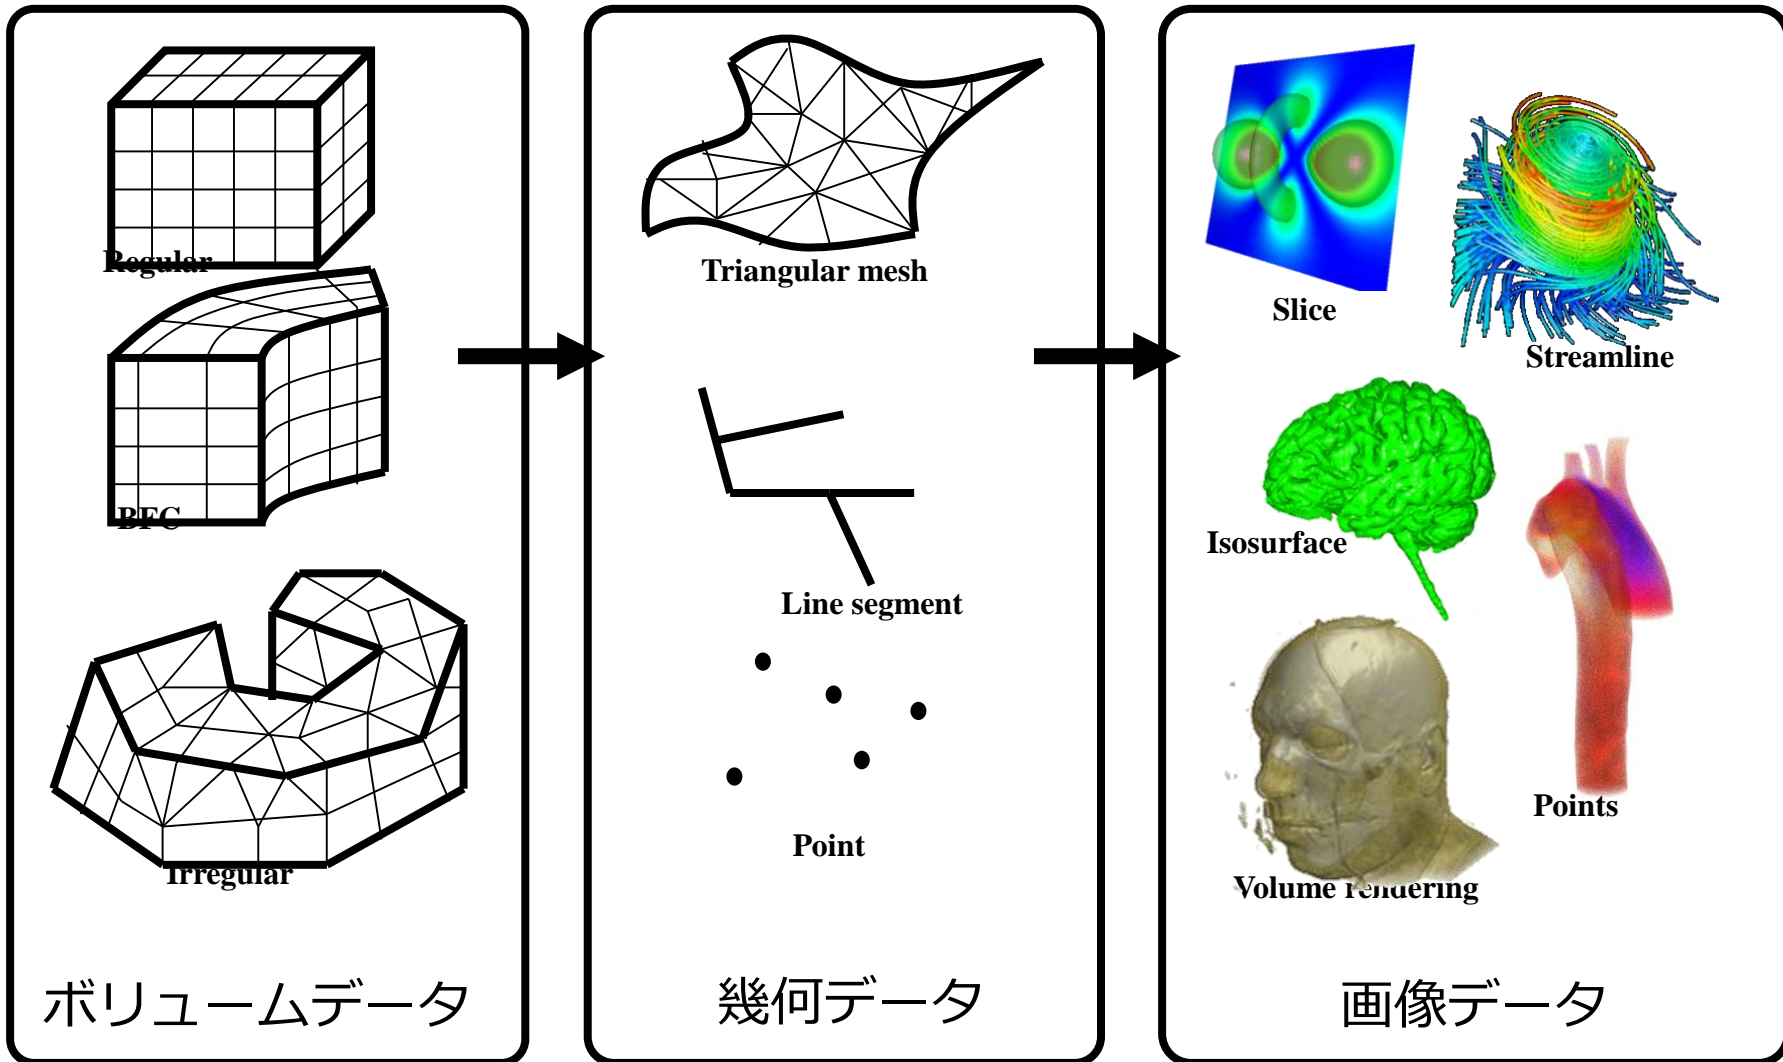 Regular
BFC
Irregular
ボリュームデータ
Triangular mesh
Line segment
Point
幾何データ
Slice
Streamline
Isosurface
Points
Volume rendering
画像データ